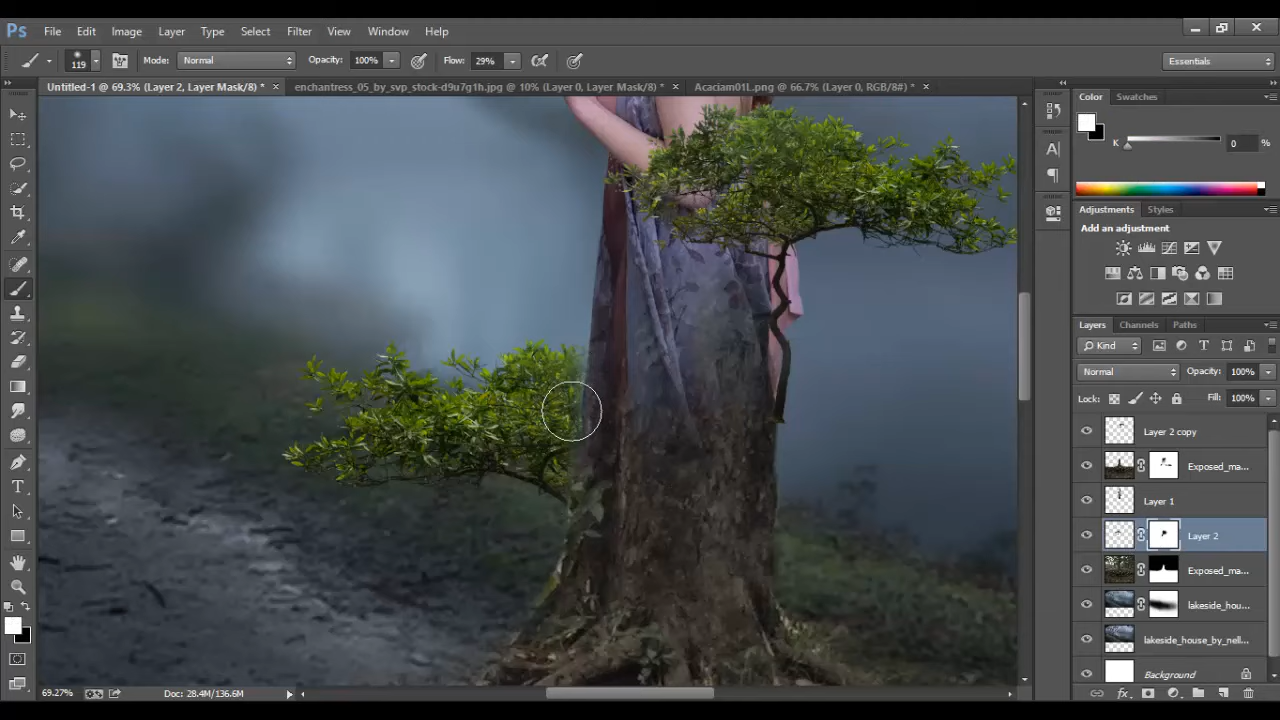 Ps File Edit Image Layer Type Select Filter View Window Help
119 Mode: Normal Opacity: 100% Flow: 29% Essentials
Untitled-1 @ 69.3% (Layer 2, Layer Mask/8) * × enchantress_05_by_svp_stock-d9u7g1h.jpg @ 10% (Layer 0, Layer Mask/8) * × Acaciam01L.png @ 66.7% (Layer 0, RGB/8#) * ×
Color Swatches
K 0 %
Adjustments Styles
Add an adjustment
Layers Channels Paths
Kind
Normal Opacity: 100%
Lock: Fill: 100%
Layer 2 copy
Exposed_ma...
Layer 1
Layer 2
Exposed_ma...
lakeside_hou...
lakeside_house_by_nell...
Background
69.27% Doc: 28.4M/136.6M